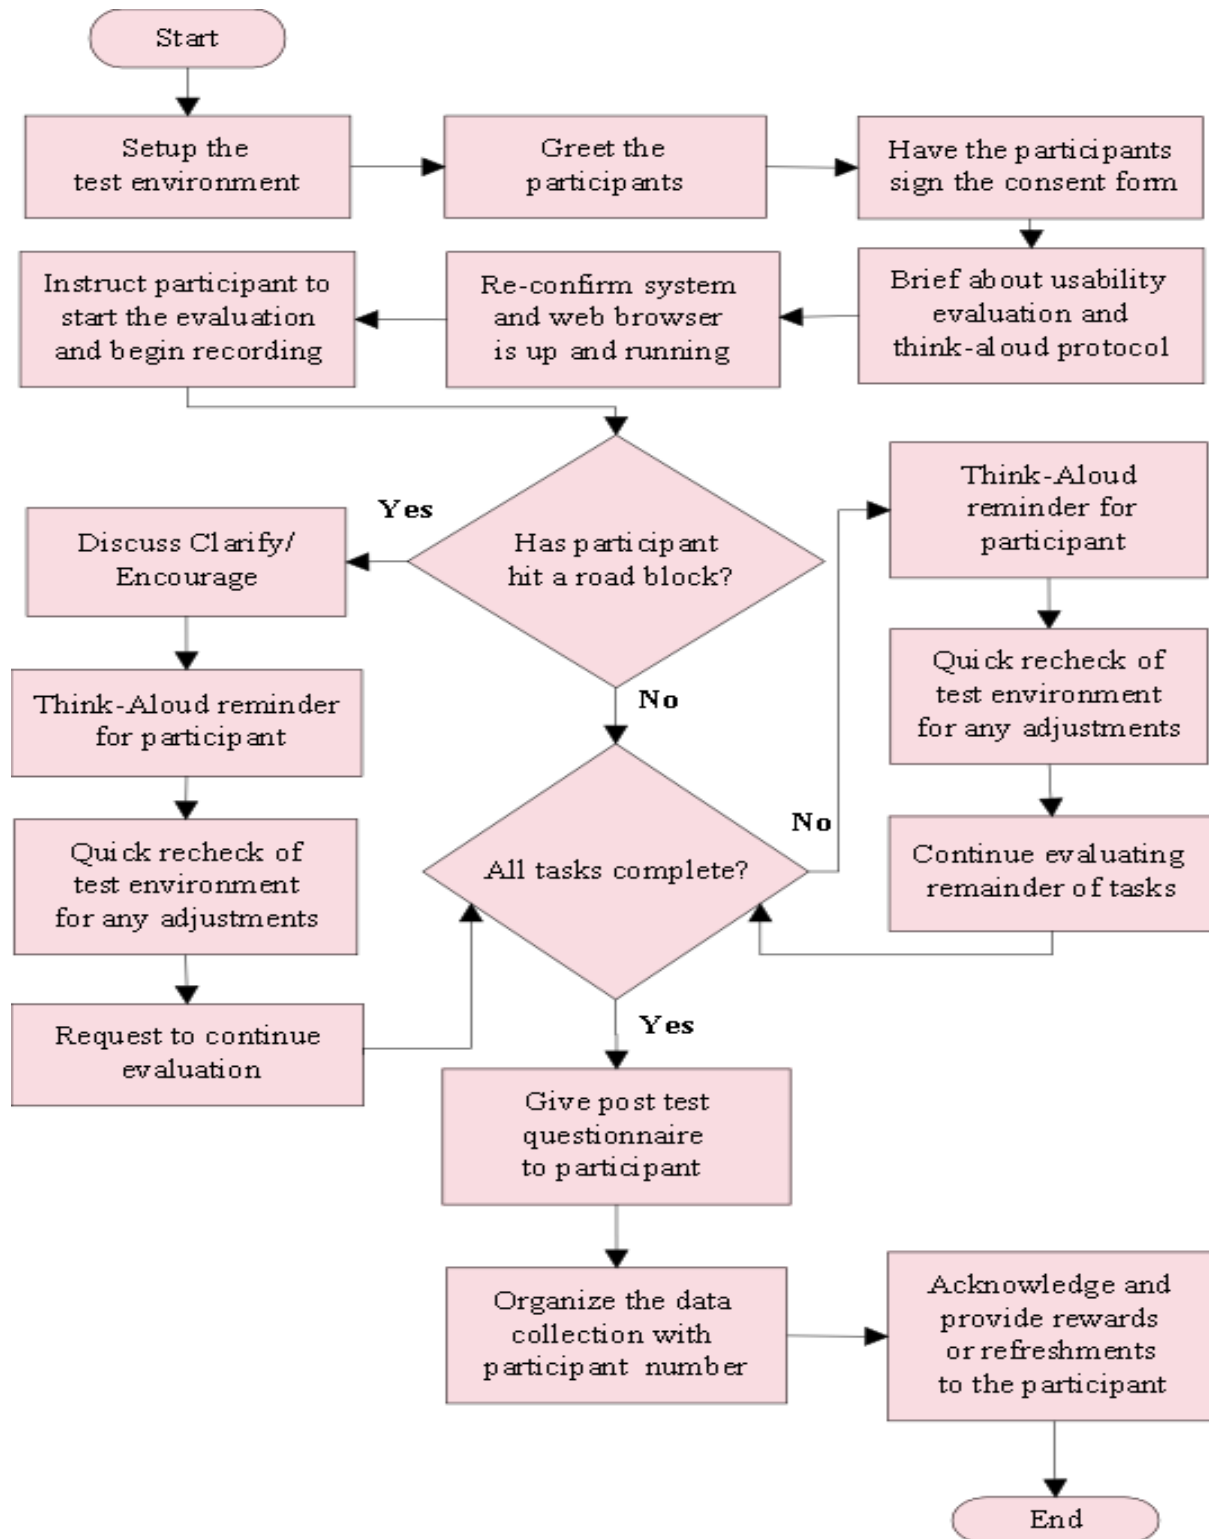 Start
Setup the
test environment
Greet the
participants
Have the participants
sign the consent form
Instruct participant to
start the evaluation
and begin recording
Re-confirm system
and web browser
is up and running
Brief about usability
evaluation and
think-aloud protocol
Yes
Has participant
hit a road block?
No
Discuss Clarify/
Encourage
Think-Aloud reminder
for participant
Quick recheck of
test environment
for any adjustments
Request to continue
evaluation
All tasks complete?
No
Think-Aloud
reminder for
participant
Quick recheck of
test environment
for any adjustments
Continue evaluating
remainder of tasks
Yes
Give post test
questionnaire
to participant
Organize the data
collection with
participant number
Acknowledge and
provide rewards
or refreshments
to the participant
End